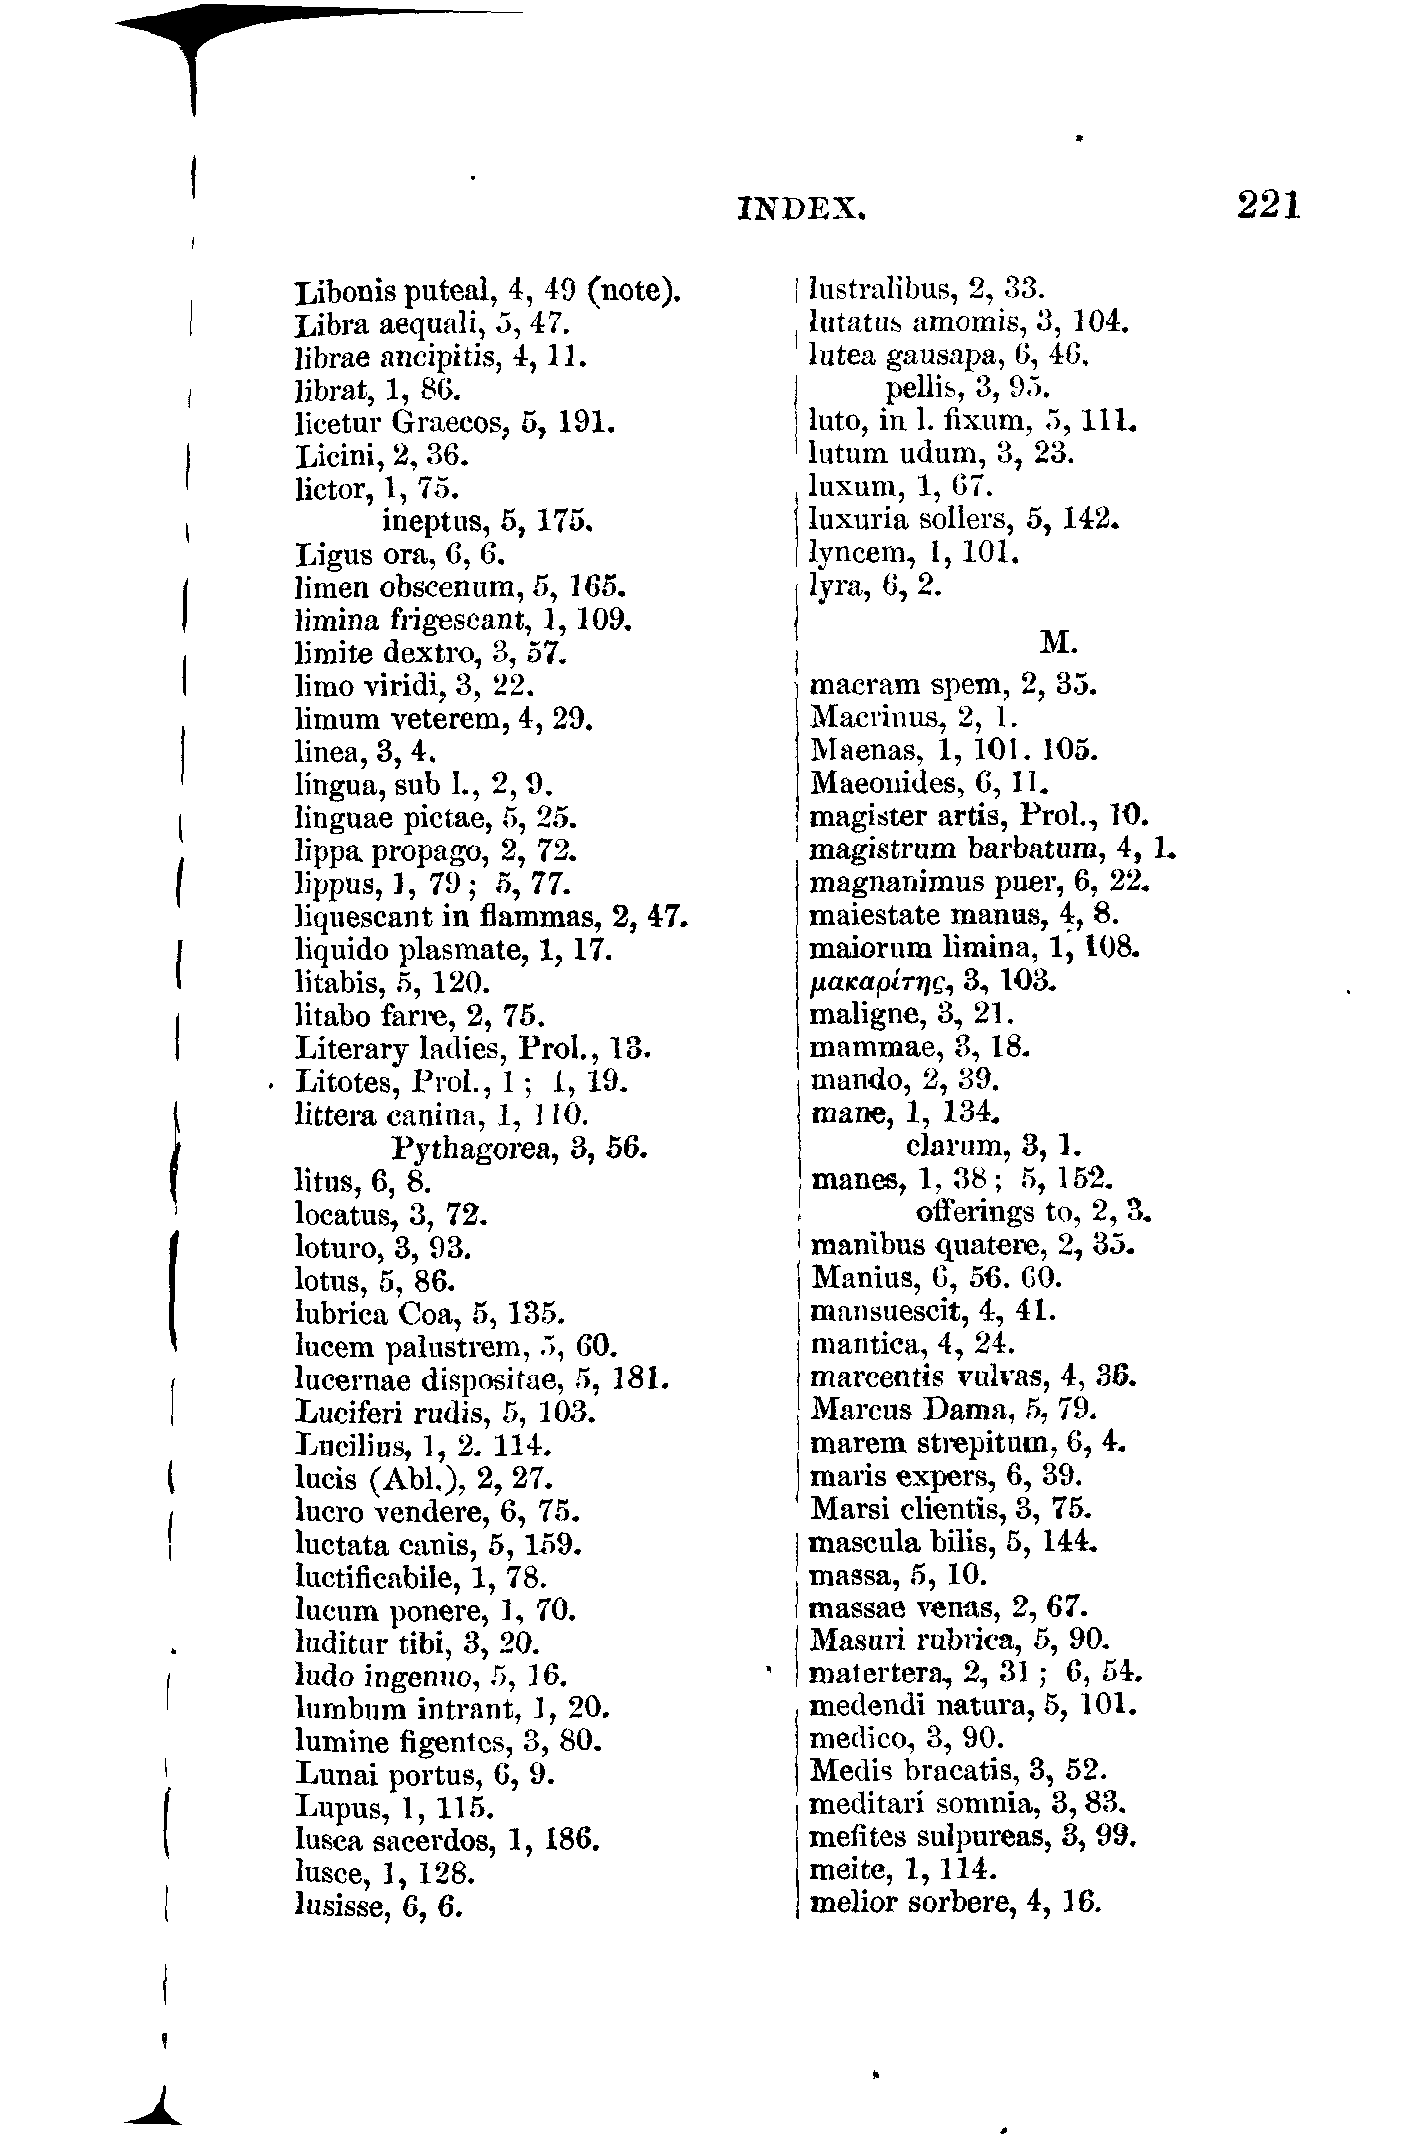 INDEX. 221
Libonis puteal, 4, 49 (note).
Libra aequali, 5, 47.
librae ancipitis, 4, 11.
librat, 1, 86.
licetur Graecos, 5, 191.
Licini, 2, 36.
lictor, 1, 75.
ineptus, 5, 175.
Ligus ora, 6, 6.
limen obscenum, 5, 165.
limina frigescant, 1, 109.
limite dextro, 3, 57.
limo viridi, 3, 22.
limum veterem, 4, 29.
linea, 3, 4.
lingua, sub l., 2, 9.
linguae pictae, 5, 25.
lippa propago, 2, 72.
lippus, 1, 79; 5, 77.
liquescant in flammas, 2, 47.
liquido plasmate, 1, 17.
litabis, 5, 120.
litabo farre, 2, 75.
Literary ladies, Prol., 13.
Litotes, Prol., 1; 1, 19.
littera canina, 1, 110.
Pythagorea, 3, 56.
litus, 6, 8.
locatus, 3, 72.
loturo, 3, 93.
lotus, 5, 86.
lubrica Coa, 5, 135.
lucem palustrem, 5, 60.
lucernae dispositae, 5, 181.
Luciferi rudis, 5, 103.
Lucilius, 1, 2. 114.
lucis (Abl.), 2, 27.
lucro vendere, 6, 75.
luctata canis, 5, 159.
luctificabile, 1, 78.
lucum ponere, 1, 70.
luditur tibi, 3, 20.
ludo ingenuo, 5, 16.
lumbum intrant, 1, 20.
lumine figentes, 3, 80.
Lunai portus, 6, 9.
Lupus, 1, 115.
lusca sacerdos, 1, 186.
lusce, 1, 128.
lusisse, 6, 6.
lustralibus, 2, 33.
lutatus amomis, 3, 104.
lutea gausapa, 6, 46.
pellis, 3, 95.
luto, in l. fixum, 5, 111.
lutum udum, 3, 23.
luxum, 1, 67.
luxuria sollers, 5, 142.
lyncem, 1, 101.
lyra, 6, 2.
M.
macram spem, 2, 35.
Macrinus, 2, 1.
Maenas, 1, 101. 105.
Maeonides, 6, 11.
magister artis, Prol., 10.
magistrum barbatum, 4, 1.
magnanimus puer, 6, 22.
maiestate manus, 4, 8.
maiorum limina, 1, 108.
μακαρίτης, 3, 103.
maligne, 3, 21.
mammae, 3, 18.
mando, 2, 39.
mane, 1, 134.
clarum, 3, 1.
manes, 1, 38; 5, 152.
offerings to, 2, 3.
manibus quatere, 2, 35.
Manius, 6, 56. 60.
mansuescit, 4, 41.
mantica, 4, 24.
marcentis vulvas, 4, 36.
Marcus Dama, 5, 79.
marem strepitum, 6, 4.
maris expers, 6, 39.
Marsi clientis, 3, 75.
mascula bilis, 5, 144.
massa, 5, 10.
massae venas, 2, 67.
Masuri rubrica, 5, 90.
matertera, 2, 31; 6, 54.
medendi natura, 5, 101.
medico, 3, 90.
Medis bracatis, 3, 52.
meditari somnia, 3, 83.
mefites sulpureas, 3, 99.
meite, 1, 114.
melior sorbere, 4, 16.